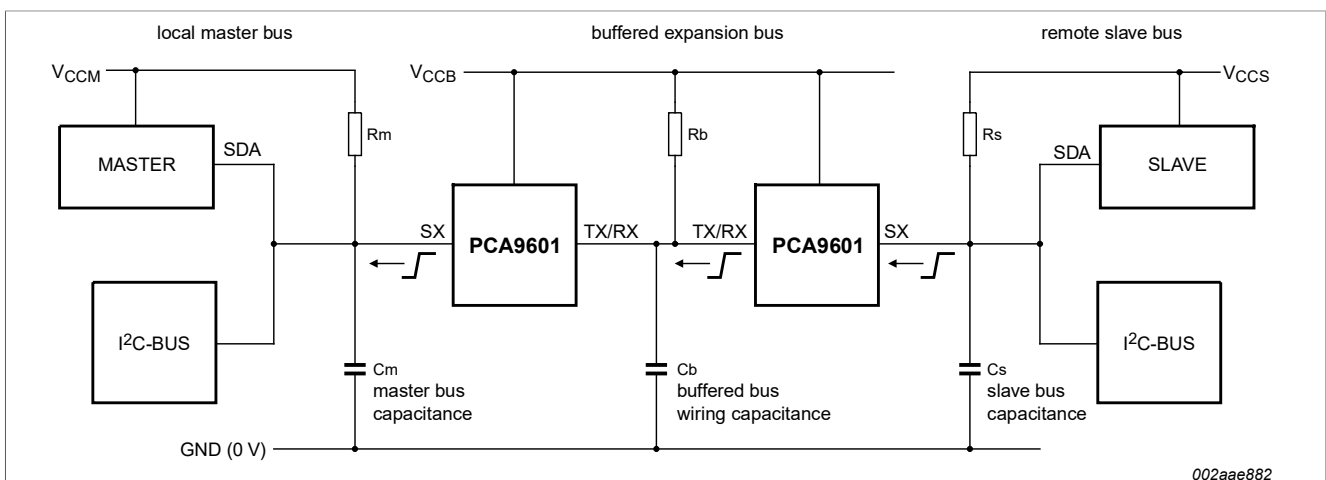 local master bus
buffered expansion bus
remote slave bus
VCCM
VCCB
VCCS
Rm
Rb
Rs
MASTER
SDA
SDA
SLAVE
SX
PCA9601
TX/RX
TX/RX
PCA9601
SX
I2C-BUS
I2C-BUS
Cm
master bus
capacitance
Cb
buffered bus
wiring capacitance
Cs
slave bus
capacitance
GND (0 V)
002aae882